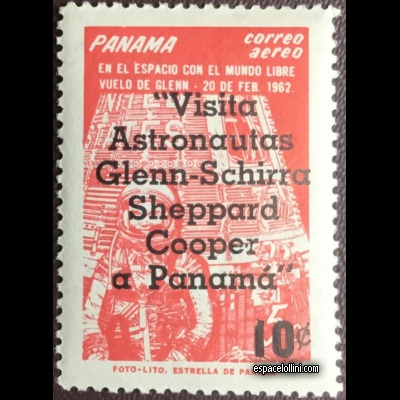 PANAMA
correo
aereo
EN EL ESPACIO CON EL MUNDO LIBRE
VUELO DE GLENN - 20 DE FEB. 1962.
"Visita
Astronautas
Glenn-Schirra
Sheppard
Cooper
a Panamá"
10¢
FOTO-LITO. ESTRELLA DE
espacelollini.com